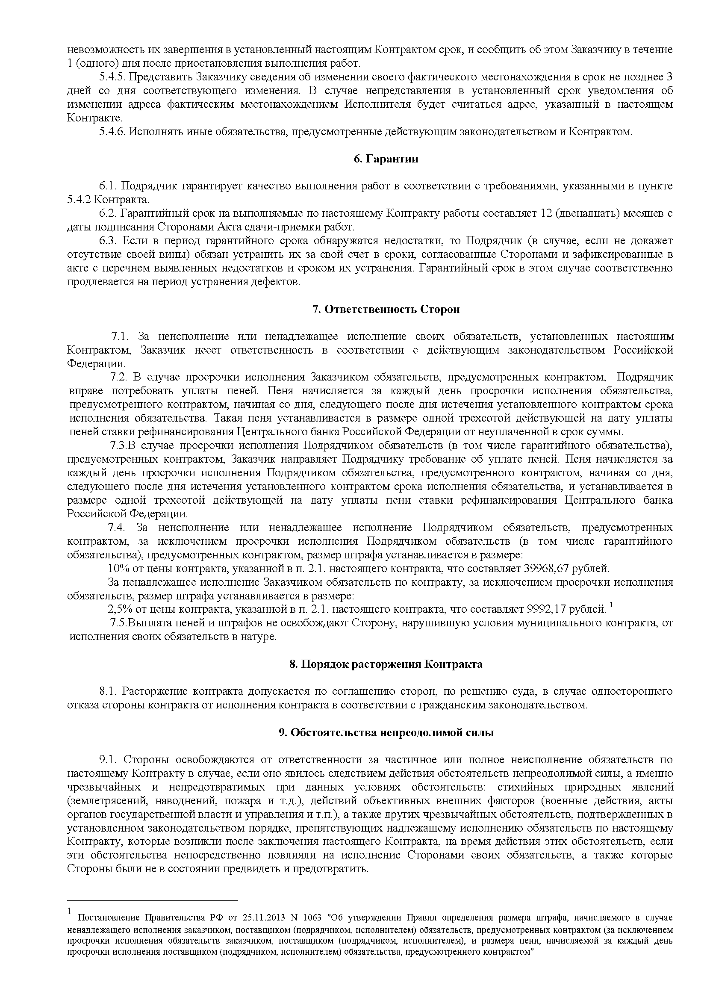 невозможность их завершения в установленный настоящим Контрактом срок, и сообщить об этом Заказчику в течение
1 (одного) дня после приостановления выполнения работ.
5.4.5. Представить Заказчику сведения об изменении своего фактического местонахождения в срок не позднее 3
дней со дня соответствующего изменения. В случае непредставления в установленный срок уведомления об
изменении адреса фактическим местонахождением Исполнителя будет считаться адрес, указанный в настоящем
Контракте.
5.4.6. Исполнять иные обязательства, предусмотренные действующим законодательством и Контрактом.
6. Гарантии
6.1. Подрядчик гарантирует качество выполнения работ в соответствии с требованиями, указанными в пункте
5.4.2 Контракта.
6.2. Гарантийный срок на выполняемые по настоящему Контракту работы составляет 12 (двенадцать) месяцев с
даты подписания Сторонами Акта сдачи-приемки работ.
6.3. Если в период гарантийного срока обнаружатся недостатки, то Подрядчик (в случае, если не докажет
отсутствие своей вины) обязан устранить их за свой счет в сроки, согласованные Сторонами и зафиксированные в
акте с перечнем выявленных недостатков и сроком их устранения. Гарантийный срок в этом случае соответственно
продлевается на период устранения дефектов.
7. Ответственность Сторон
7.1. За неисполнение или ненадлежащее исполнение своих обязательств, установленных настоящим
Контрактом, Заказчик несет ответственность в соответствии с действующим законодательством Российской
Федерации.
7.2. В случае просрочки исполнения Заказчиком обязательств, предусмотренных контрактом, Подрядчик
вправе потребовать уплаты пеней. Пеня начисляется за каждый день просрочки исполнения обязательства,
предусмотренного контрактом, начиная со дня, следующего после дня истечения установленного контрактом срока
исполнения обязательства. Такая пеня устанавливается в размере одной трехсотой действующей на дату уплаты
пеней ставки рефинансирования Центрального банка Российской Федерации от неуплаченной в срок суммы.
7.3.В случае просрочки исполнения Подрядчиком обязательств (в том числе гарантийного обязательства),
предусмотренных контрактом, Заказчик направляет Подрядчику требование об уплате пеней. Пеня начисляется за
каждый день просрочки исполнения Подрядчиком обязательства, предусмотренного контрактом, начиная со дня,
следующего после дня истечения установленного контрактом срока исполнения обязательства, и устанавливается в
размере одной трехсотой действующей на дату уплаты пени ставки рефинансирования Центрального банка
Российской Федерации.
7.4. За неисполнение или ненадлежащее исполнение Подрядчиком обязательств, предусмотренных
контрактом, за исключением просрочки исполнения Подрядчиком обязательств (в том числе гарантийного
обязательства), предусмотренных контрактом, размер штрафа устанавливается в размере:
10% от цены контракта, указанной в п. 2.1. настоящего контракта, что составляет 39968,67 рублей.
За ненадлежащее исполнение Заказчиком обязательств по контракту, за исключением просрочки исполнения
обязательств, размер штрафа устанавливается в размере:
2,5% от цены контракта, указанной в п. 2.1. настоящего контракта, что составляет 9992,17 рублей. 1
7.5.Выплата пеней и штрафов не освобождают Сторону, нарушившую условия муниципального контракта, от
исполнения своих обязательств в натуре.
8. Порядок расторжения Контракта
8.1. Расторжение контракта допускается по соглашению сторон, по решению суда, в случае одностороннего
отказа стороны контракта от исполнения контракта в соответствии с гражданским законодательством.
9. Обстоятельства непреодолимой силы
9.1. Стороны освобождаются от ответственности за частичное или полное неисполнение обязательств по
настоящему Контракту в случае, если оно явилось следствием действия обстоятельств непреодолимой силы, а именно
чрезвычайных и непредотвратимых при данных условиях обстоятельств: стихийных природных явлений
(землетрясений, наводнений, пожара и т.д.), действий объективных внешних факторов (военные действия, акты
органов государственной власти и управления и т.п.), а также других чрезвычайных обстоятельств, подтвержденных в
установленном законодательством порядке, препятствующих надлежащему исполнению обязательств по настоящему
Контракту, которые возникли после заключения настоящего Контракта, на время действия этих обстоятельств, если
эти обстоятельства непосредственно повлияли на исполнение Сторонами своих обязательств, а также которые
Стороны были не в состоянии предвидеть и предотвратить.
1 Постановление Правительства РФ от 25.11.2013 N 1063 "Об утверждении Правил определения размера штрафа, начисляемого в случае
ненадлежащего исполнения заказчиком, поставщиком (подрядчиком, исполнителем) обязательств, предусмотренных контрактом (за исключением
просрочки исполнения обязательств заказчиком, поставщиком (подрядчиком, исполнителем), и размера пени, начисляемой за каждый день
просрочки исполнения поставщиком (подрядчиком, исполнителем) обязательства, предусмотренного контрактом"